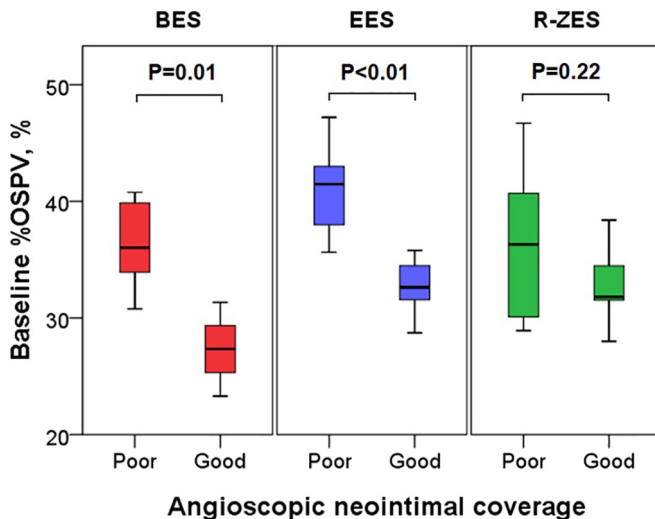 BES EES R-ZES
P=0.01 P<0.01 P=0.22
Baseline %OSPV, %
50
40
30
20
Poor Good Poor Good Poor Good
Angioscopic neointimal coverage